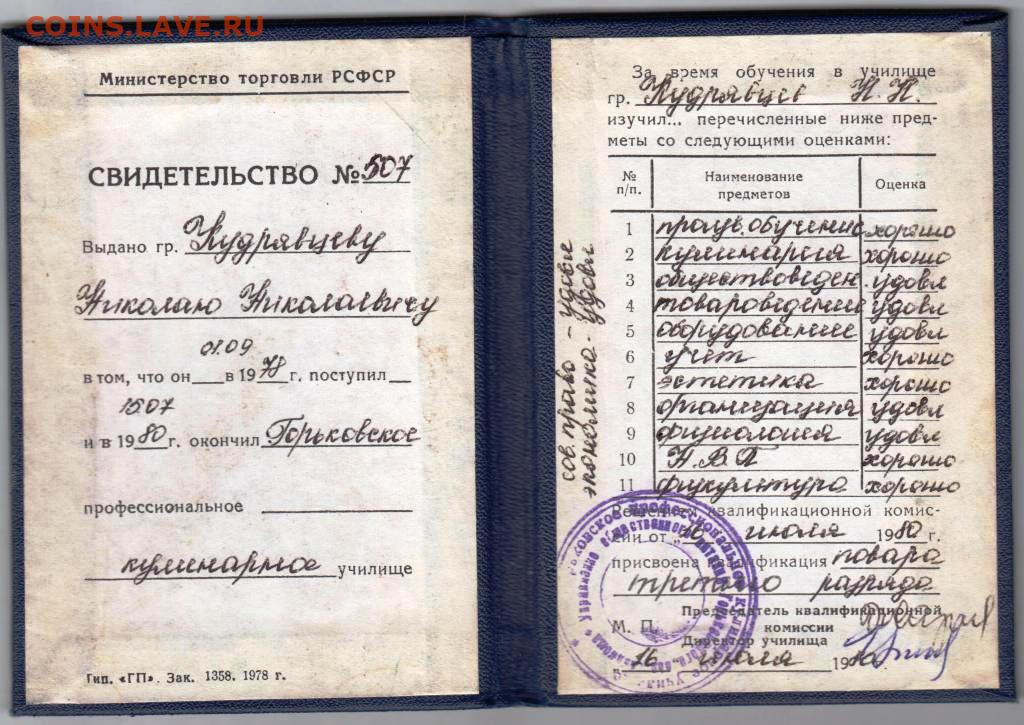 COINS.LAVE.RU
Министерство торговли РСФСР
СВИДЕТЕЛЬСТВО № 507
Выдано гр. Кудрявцеву
Николаю Николаевичу
01.09
в том, что он в 1978 г. поступил
15.07
и в 1980 г. окончил Горьковское
профессиональное
кулинарное училище
Тип. «ГП». Зак. 1358. 1978 г.
За время обучения в училище
гр. Кудрявцев Н. Н.
изучил... перечисленные ниже пред-
меты со следующими оценками:
№ п/п. Наименование предметов Оценка
1 произв. обучение хорошо
2 кулинария хорошо
3 обществоведен. удовл
4 товароведение удовл
5 оборудование удовл
6 учет хорошо
7 эстетика хорошо
8 организация удовл
9 физиология удовл
10 Н.В.П хорошо
11 физкультура хорошо
сов. право - удовл
экономика - удовл
Решением квалификационной комис-
сии от "16" июля 1980 г.
присвоена квалификация повара
третьего разряда
Председатель квалификационной
комиссии
М. П.
Директор училища
"16" июля 1980